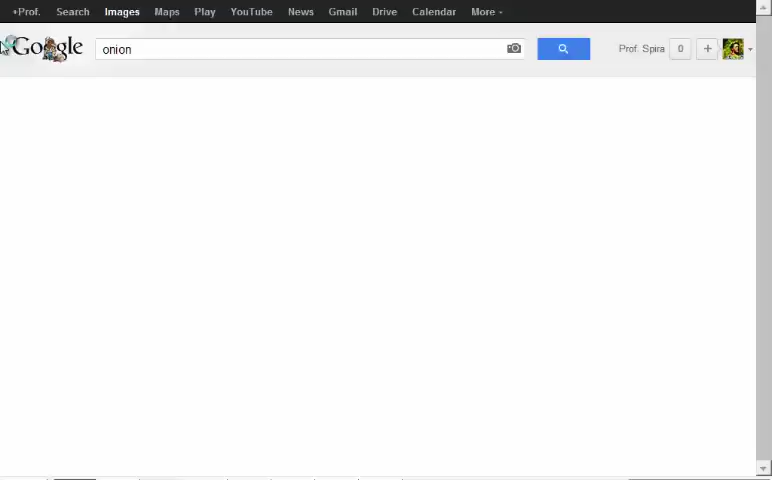 +Prof. Search Images Maps Play YouTube News Gmail Drive Calendar More
Google onion Prof. Spira 0 +